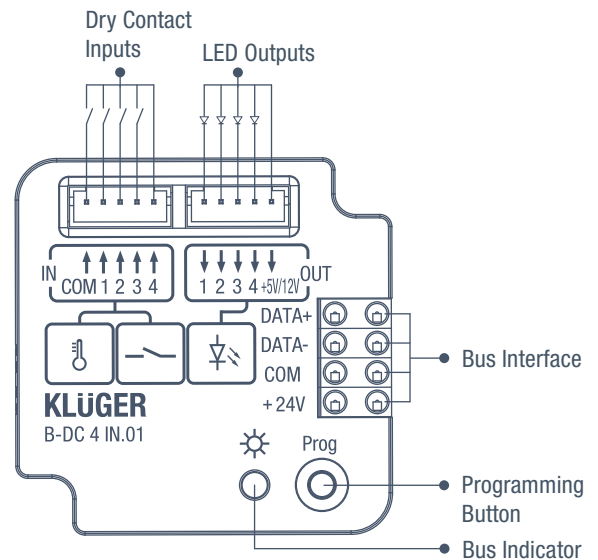 Dry Contact
Inputs
LED Outputs
IN
COM 1 2 3 4
1 2 3 4 +5V/12V
OUT
DATA+
DATA-
COM
+ 24V
Bus Interface
KLÜGER
B-DC 4 IN.01
Prog
Programming
Button
Bus Indicator